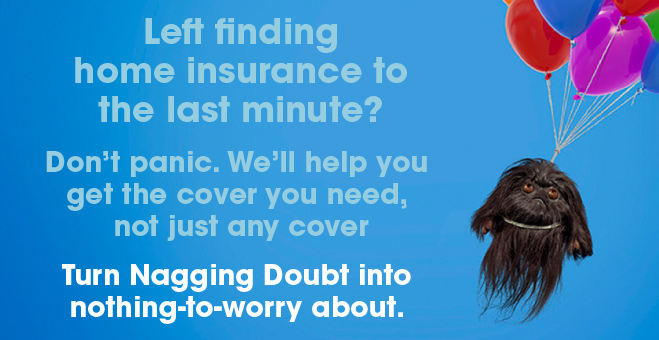 Left finding
home insurance to
the last minute?
Don't panic. We'll help you
get the cover you need,
not just any cover
Turn Nagging Doubt into
nothing-to-worry about.